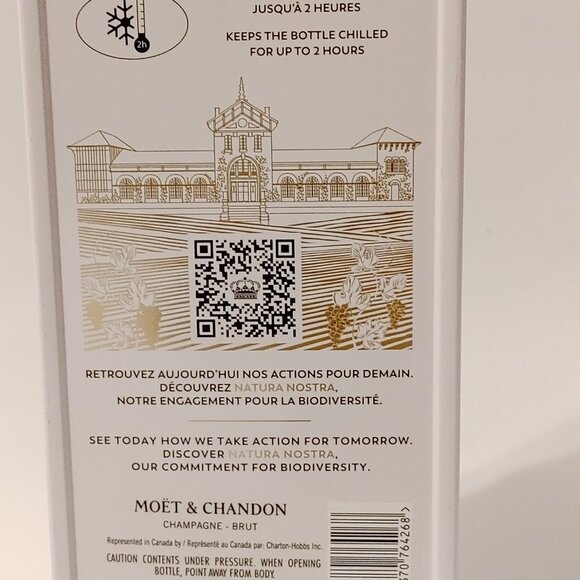 JUSQU'À 2 HEURES
KEEPS THE BOTTLE CHILLED
FOR UP TO 2 HOURS
2h
RETROUVEZ AUJOURD'HUI NOS ACTIONS POUR DEMAIN.
DÉCOUVREZ NATURA NOSTRA,
NOTRE ENGAGEMENT POUR LA BIODIVERSITÉ.
SEE TODAY HOW WE TAKE ACTION FOR TOMORROW.
DISCOVER NATURA NOSTRA,
OUR COMMITMENT FOR BIODIVERSITY.
MOËT & CHANDON
CHAMPAGNE - BRUT
Represented in Canada by / Représenté au Canada par: Charton-Hobbs Inc.
CAUTION CONTENTS UNDER PRESSURE. WHEN OPENING
BOTTLE, POINT AWAY FROM BODY.
70"764268">